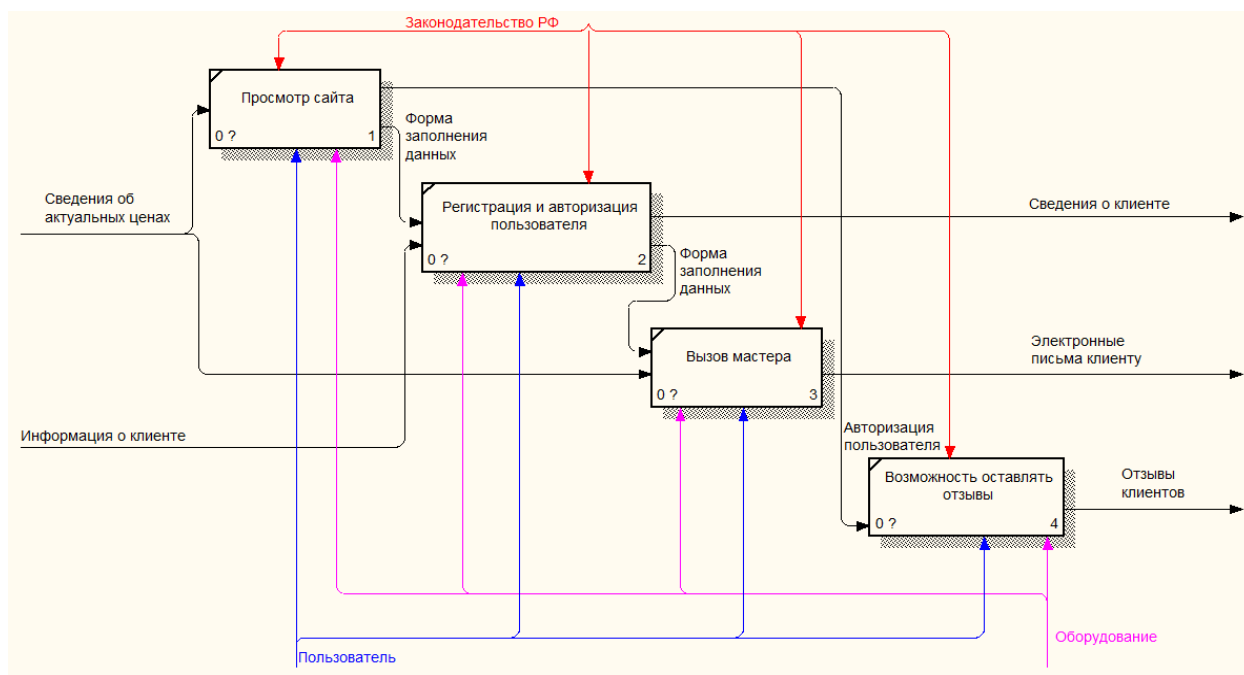 Законодательство РФ
Просмотр сайта
0 ?
1
Форма
заполнения
данных
Сведения об
актуальных ценах
Регистрация и авторизация
пользователя
0 ?
2
Сведения о клиенте
Форма
заполнения
данных
Вызов мастера
0 ?
3
Электронные
письма клиенту
Информация о клиенте
Авторизация
пользователя
Возможность оставлять
отзывы
0 ?
4
Отзывы
клиентов
Оборудование
Пользователь